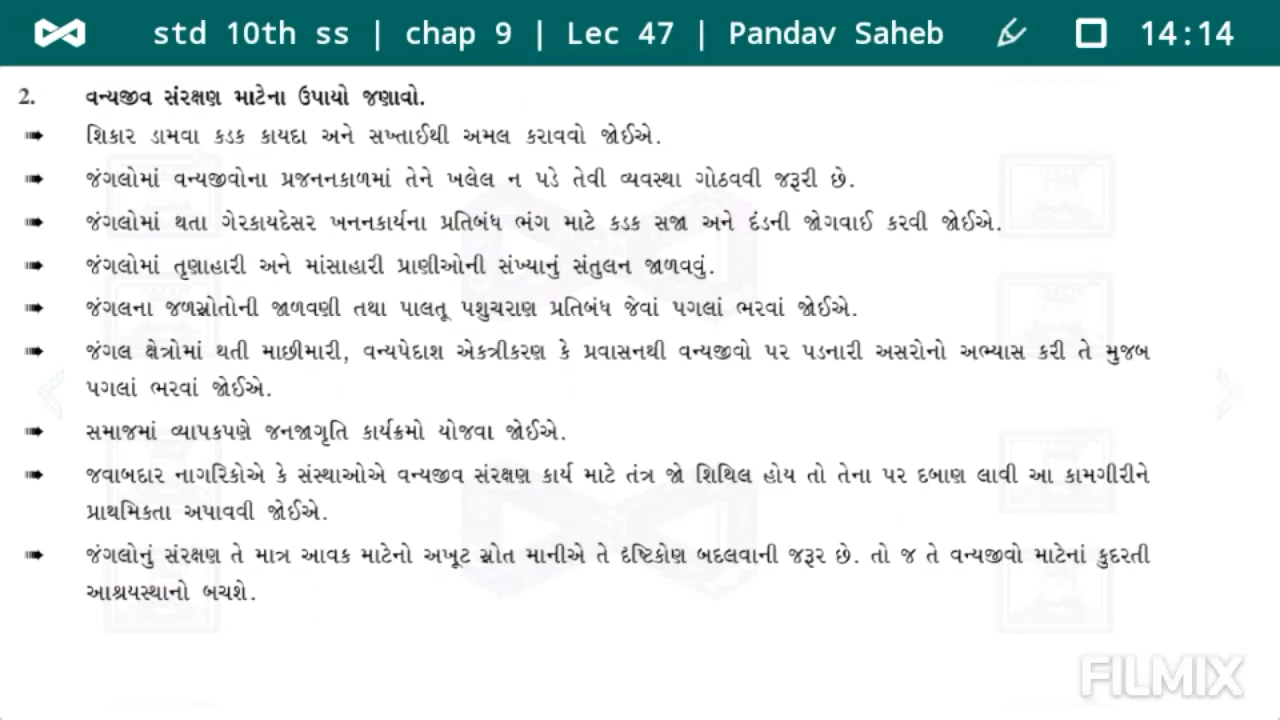 std 10th ss | chap 9 | Lec 47 | Pandav Saheb 14:14
2. વન્યજીવ સંરક્ષણ માટેના ઉપાયો જણાવો.
➠ શિકાર ડામવા કડક કાયદા અને સખ્તાઈથી અમલ કરાવવો જોઈએ.
➠ જંગલોમાં વન્યજીવોના પ્રજનનકાળમાં તેને ખલેલ ન પડે તેવી વ્યવસ્થા ગોઠવવી જરૂરી છે.
➠ જંગલોમાં થતા ગેરકાયદેસર ખનનકાર્યના પ્રતિબંધ ભંગ માટે કડક સજા અને દંડની જોગવાઈ કરવી જોઈએ.
➠ જંગલોમાં તૃણાહારી અને માંસાહારી પ્રાણીઓની સંખ્યાનું સંતુલન જાળવવું.
➠ જંગલના જળસ્રોતોની જાળવણી તથા પાલતૂ પશુચરાણ પ્રતિબંધ જેવાં પગલાં ભરવાં જોઈએ.
➠ જંગલ ક્ષેત્રોમાં થતી માછીમારી, વન્યપેદાશ એકત્રીકરણ કે પ્રવાસનથી વન્યજીવો પર પડનારી અસરોનો અભ્યાસ કરી તે મુજબ
પગલાં ભરવાં જોઈએ.
➠ સમાજમાં વ્યાપકપણે જનજાગૃતિ કાર્યક્રમો યોજવા જોઈએ.
➠ જવાબદાર નાગરિકોએ કે સંસ્થાઓએ વન્યજીવ સંરક્ષણ કાર્ય માટે તંત્ર જો શિથિલ હોય તો તેના પર દબાણ લાવી આ કામગીરીને
પ્રાથમિકતા અપાવવી જોઈએ.
➠ જંગલોનું સંરક્ષણ તે માત્ર આવક માટેનો અખૂટ સ્રોત માનીએ તે દૃષ્ટિકોણ બદલવાની જરૂર છે. તો જ તે વન્યજીવો માટેનાં કુદરતી
આશ્રયસ્થાનો બચશે.
FILMIX